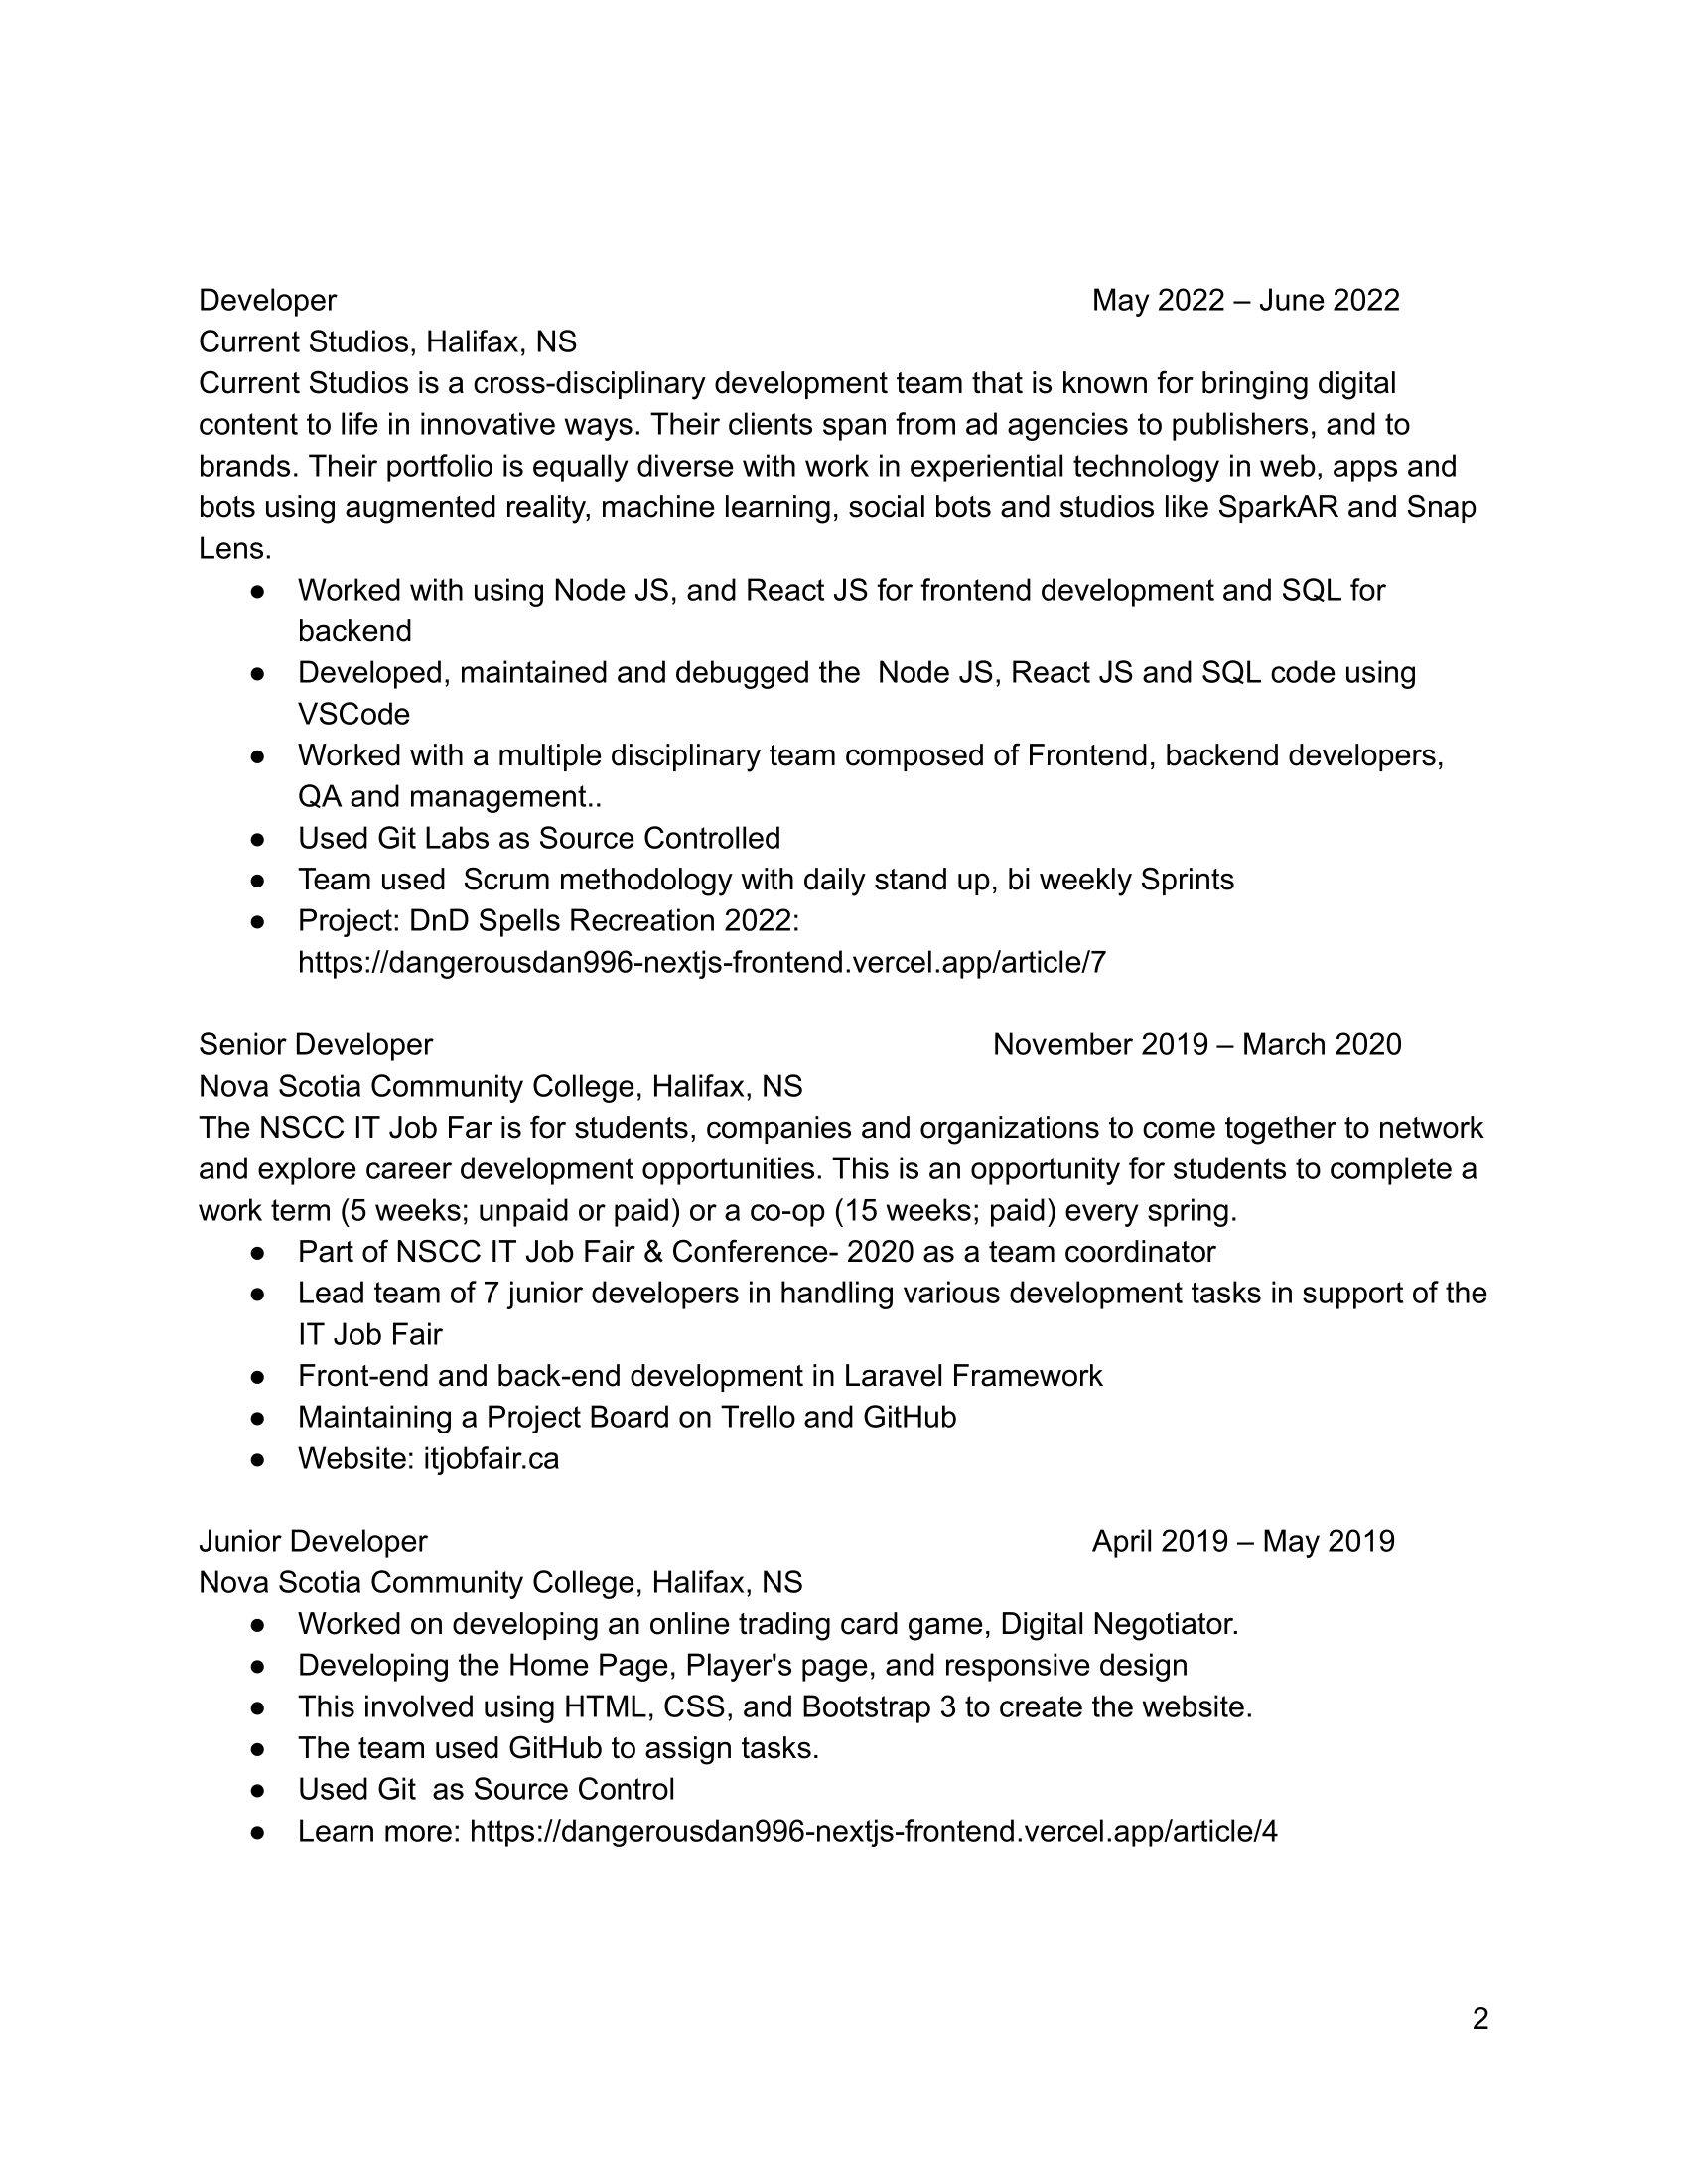 Developer May 2022 – June 2022
Current Studios, Halifax, NS
Current Studios is a cross-disciplinary development team that is known for bringing digital
content to life in innovative ways. Their clients span from ad agencies to publishers, and to
brands. Their portfolio is equally diverse with work in experiential technology in web, apps and
bots using augmented reality, machine learning, social bots and studios like SparkAR and Snap
Lens.
● Worked with using Node JS, and React JS for frontend development and SQL for
backend
● Developed, maintained and debugged the  Node JS, React JS and SQL code using
VSCode
● Worked with a multiple disciplinary team composed of Frontend, backend developers,
QA and management..
● Used Git Labs as Source Controlled
● Team used  Scrum methodology with daily stand up, bi weekly Sprints
● Project: DnD Spells Recreation 2022:
https://dangerousdan996-nextjs-frontend.vercel.app/article/7
Senior Developer November 2019 – March 2020
Nova Scotia Community College, Halifax, NS
The NSCC IT Job Far is for students, companies and organizations to come together to network
and explore career development opportunities. This is an opportunity for students to complete a
work term (5 weeks; unpaid or paid) or a co-op (15 weeks; paid) every spring.
● Part of NSCC IT Job Fair & Conference- 2020 as a team coordinator
● Lead team of 7 junior developers in handling various development tasks in support of the
IT Job Fair
● Front-end and back-end development in Laravel Framework
● Maintaining a Project Board on Trello and GitHub
● Website: itjobfair.ca
Junior Developer April 2019 – May 2019
Nova Scotia Community College, Halifax, NS
● Worked on developing an online trading card game, Digital Negotiator.
● Developing the Home Page, Player's page, and responsive design
● This involved using HTML, CSS, and Bootstrap 3 to create the website.
● The team used GitHub to assign tasks.
● Used Git  as Source Control
● Learn more: https://dangerousdan996-nextjs-frontend.vercel.app/article/4
2